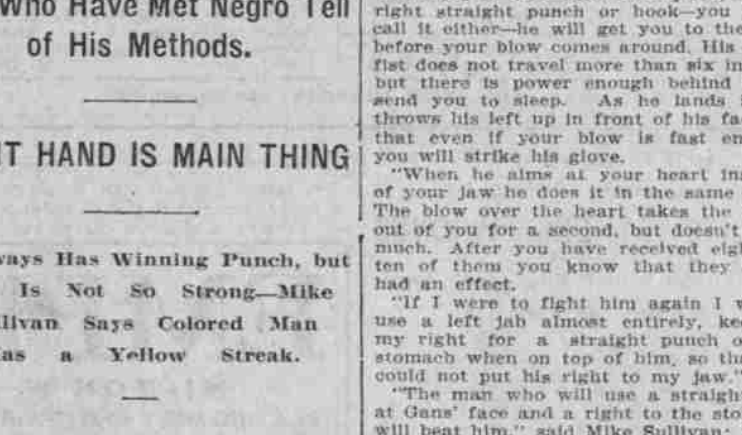 Who Have Met Negro Tell
of His Methods.
T HAND IS MAIN THING
ways Has Winning Punch, but
Is Not So Strong—Mike
llivan Says Colored Man
as a Yellow Streak.
right straight punch or hook—you
call it either—he will get you to the
before your blow comes around. His
fist does not travel more than six in
but there is power enough behind
send you to sleep. As he lands
throws his left up in front of his fa
that even if your blow is fast en
you will strike his glove.
"When he aims at your heart ins
of your jaw he does it in the same
The blow over the heart takes the
out of you for a second, but doesn't
much. After you have received eigh
ten of them you know that they
had an effect.
"If I were to fight him again I w
use a left jab almost entirely, kee
my right for a straight punch o
stomach when on top of him, so tha
could not put his right to my jaw."
"The man who will use a straigh
at Gans' face and a right to the sto
will beat him," said Mike Sullivan;